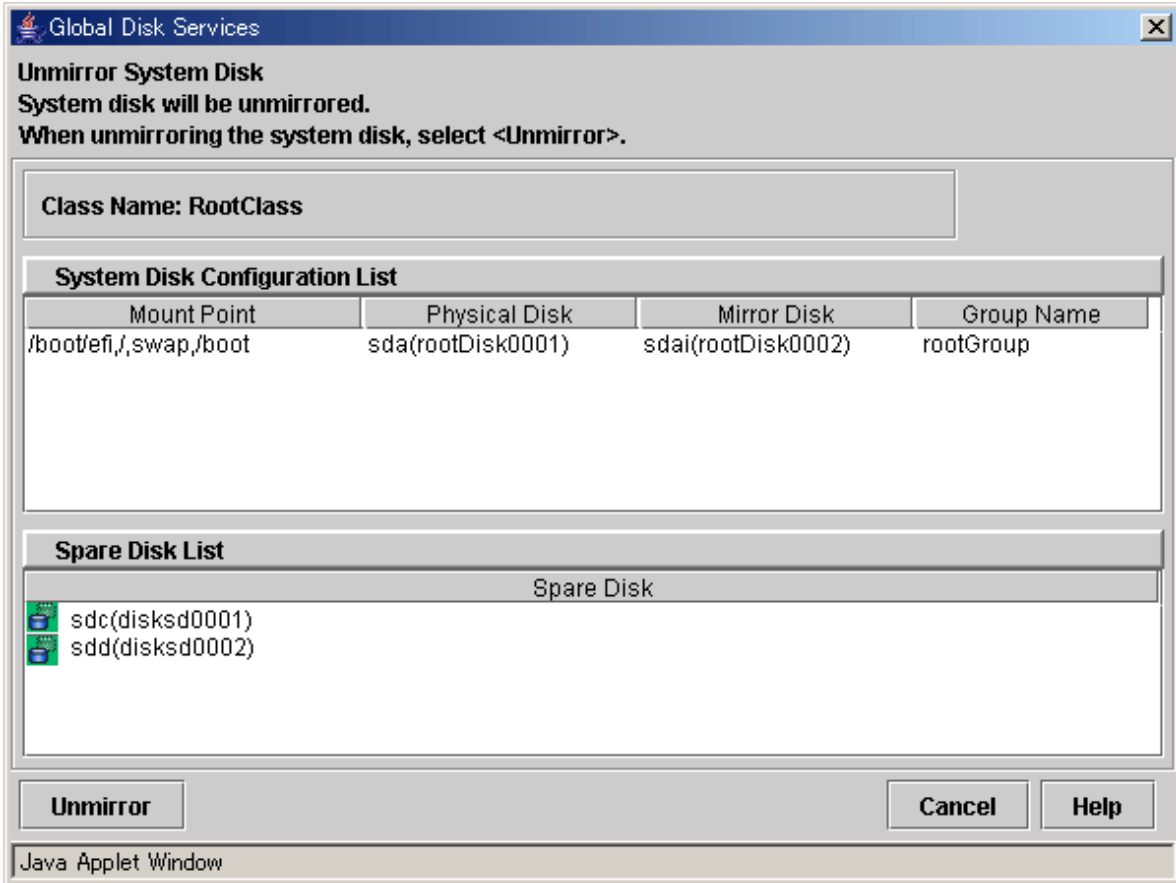 Global Disk Services
Unmirror System Disk
System disk will be unmirrored.
When unmirroring the system disk, select <Unmirror>.
Class Name: RootClass
System Disk Configuration List
Mount Point Physical Disk Mirror Disk Group Name
/boot/efi,/,swap,/boot sda(rootDisk0001) sdai(rootDisk0002) rootGroup
Spare Disk List
Spare Disk
sdc(disksd0001)
sdd(disksd0002)
Unmirror Cancel Help
Java Applet Window